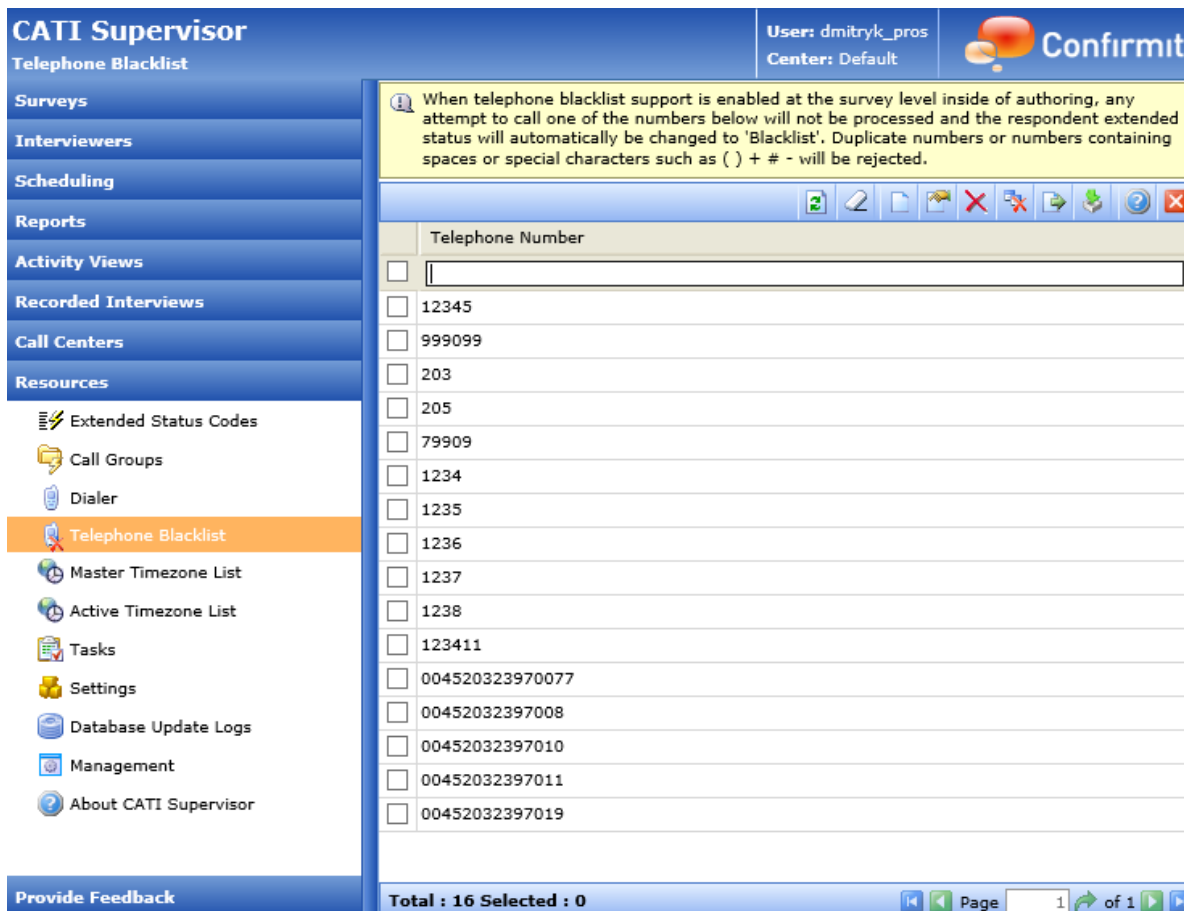 CATI Supervisor
Telephone Blacklist
User: dmitryk_pros
Center: Default
Confirmit
Surveys
Interviewers
Scheduling
Reports
Activity Views
Recorded Interviews
Call Centers
Resources
Extended Status Codes
Call Groups
Dialer
Telephone Blacklist
Master Timezone List
Active Timezone List
Tasks
Settings
Database Update Logs
Management
About CATI Supervisor
Provide Feedback
When telephone blacklist support is enabled at the survey level inside of authoring, any
attempt to call one of the numbers below will not be processed and the respondent extended
status will automatically be changed to 'Blacklist'. Duplicate numbers or numbers containing
spaces or special characters such as ( ) + # - will be rejected.
Telephone Number
12345
999099
203
205
79909
1234
1235
1236
1237
1238
123411
004520323970077
00452032397008
00452032397010
00452032397011
00452032397019
Total : 16 Selected : 0
Page 1 of 1